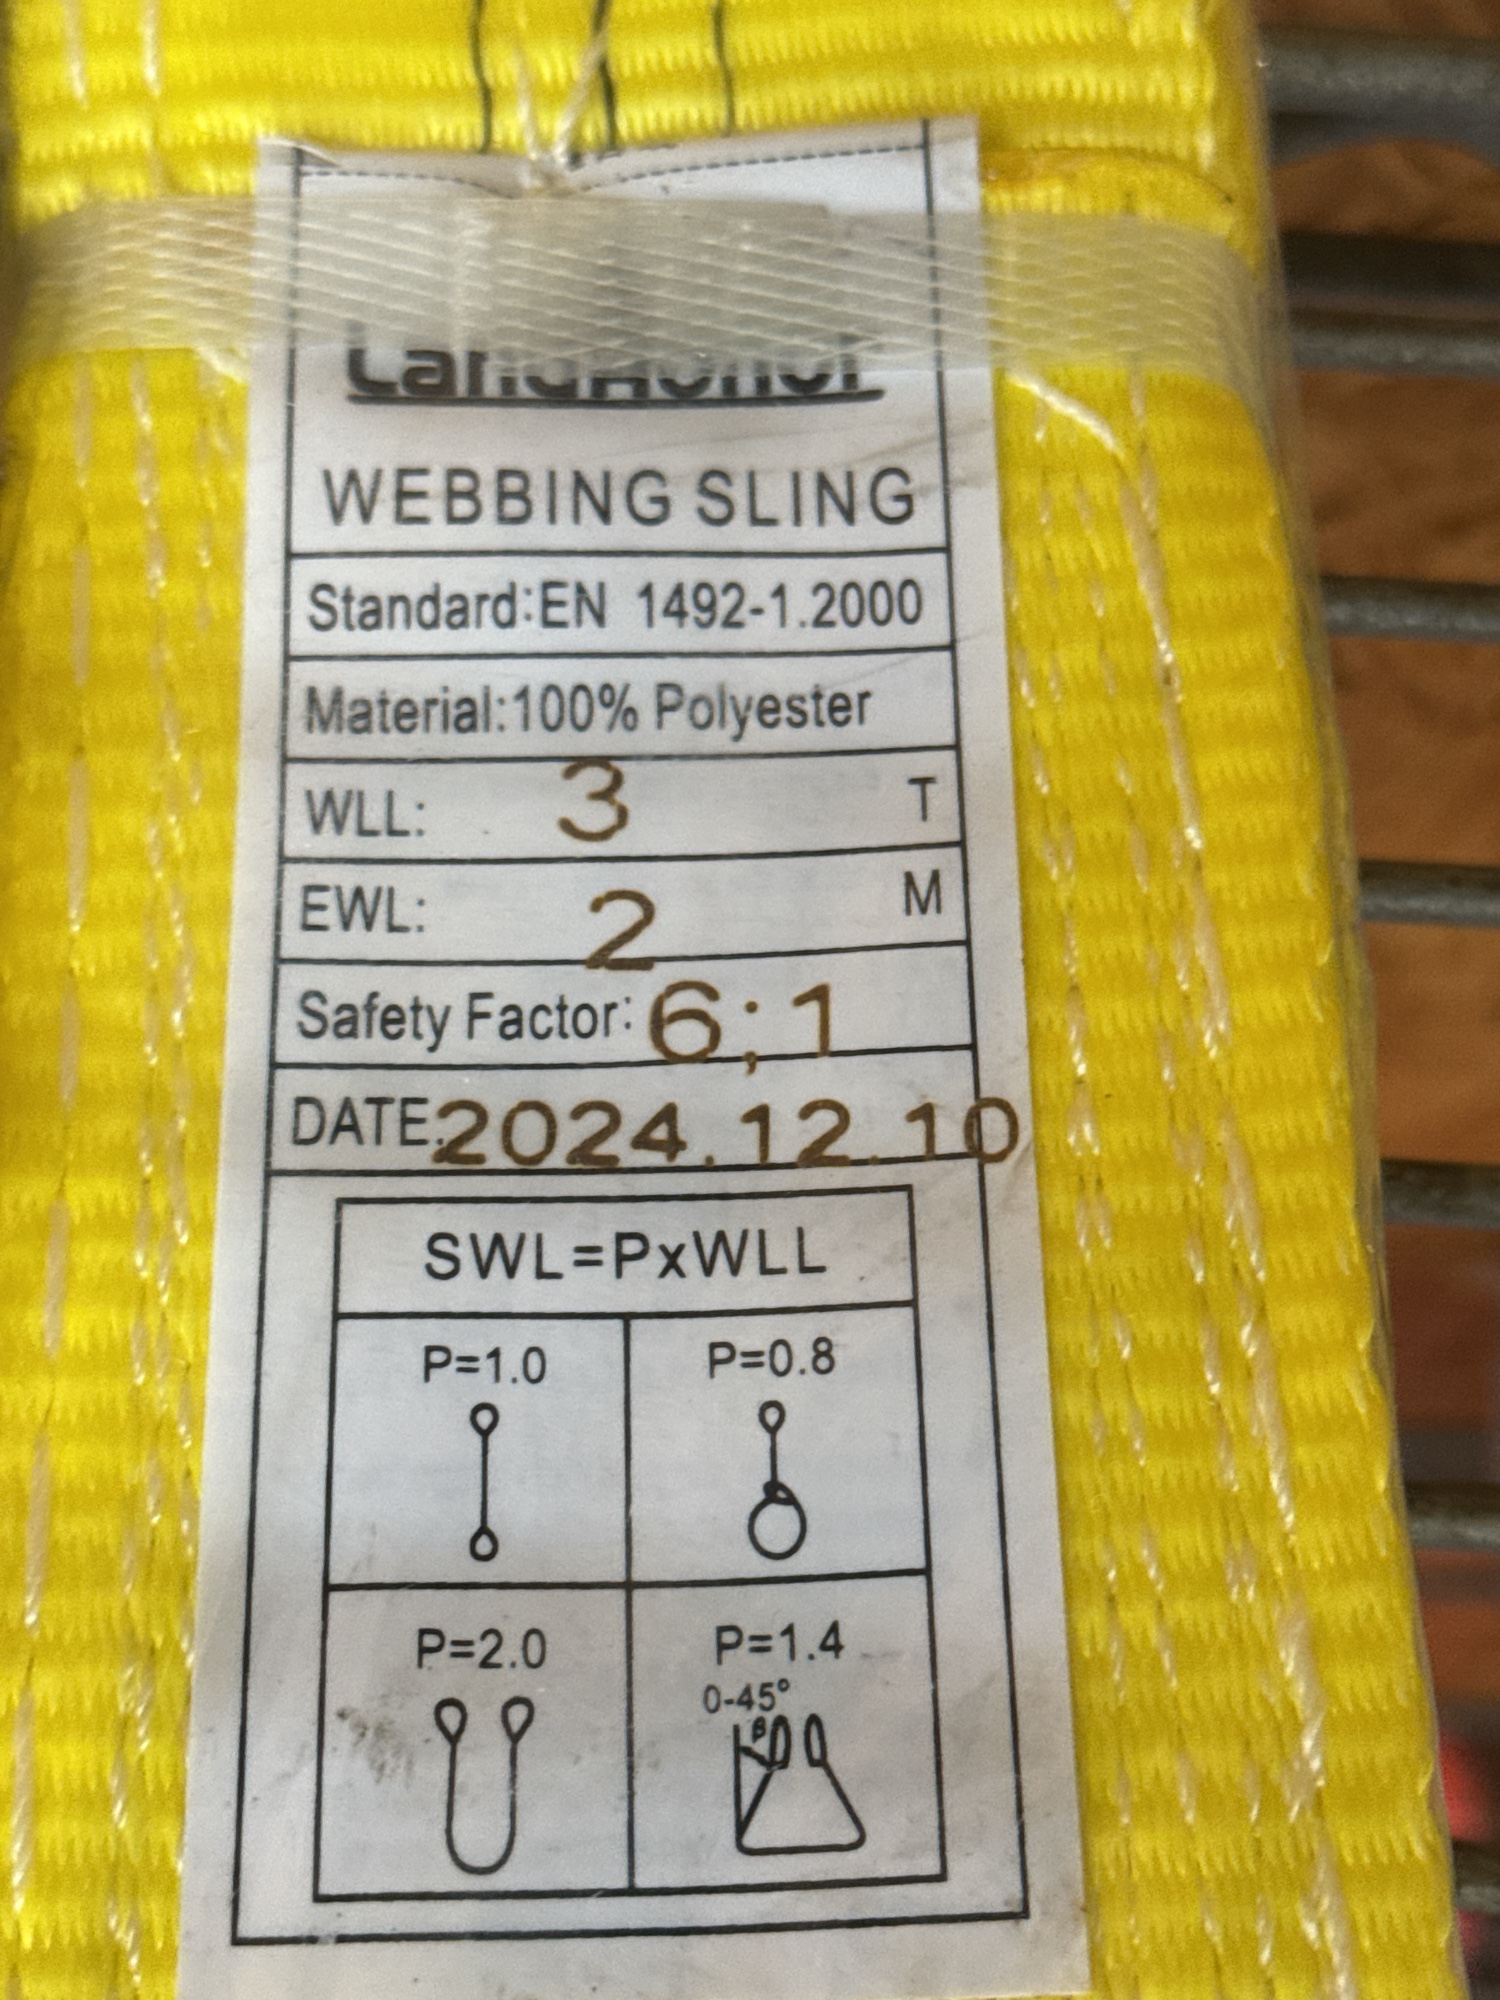 LandHonor
WEBBING SLING
Standard:EN 1492-1.2000
Material:100% Polyester
WLL: 3 T
EWL: 2 M
Safety Factor: 6;1
DATE:2024.12.10
SWL=PxWLL
P=1.0
P=0.8
P=2.0
P=1.4
0-45°
β